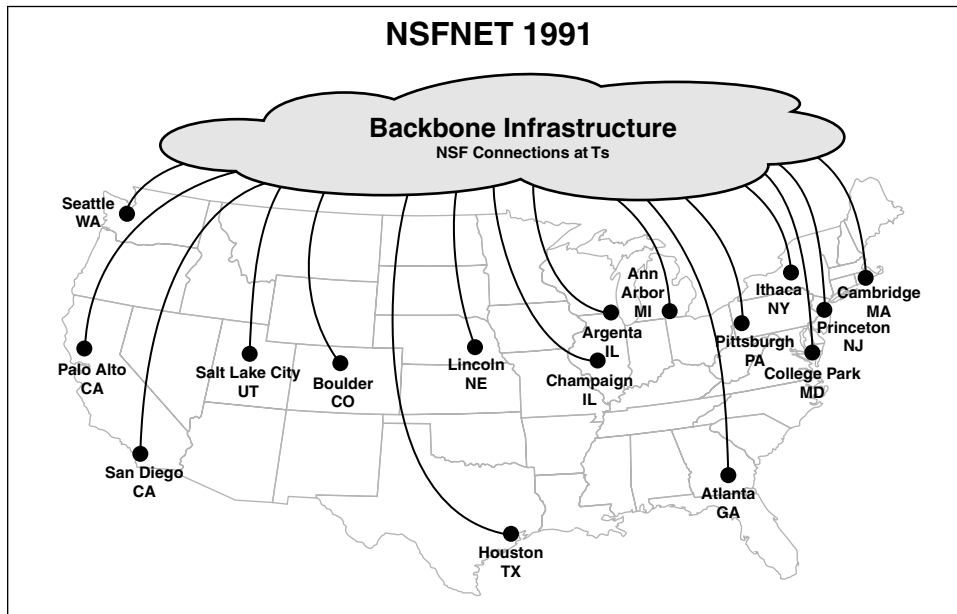 NSFNET 1991
Backbone Infrastructure
NSF Connections at Ts
Seattle
WA
Palo Alto
CA
San Diego
CA
Salt Lake City
UT
Boulder
CO
Lincoln
NE
Houston
TX
Champaign
IL
Argenta
IL
Ann
Arbor
MI
Atlanta
GA
Pittsburgh
PA
Ithaca
NY
College Park
MD
Princeton
NJ
Cambridge
MA